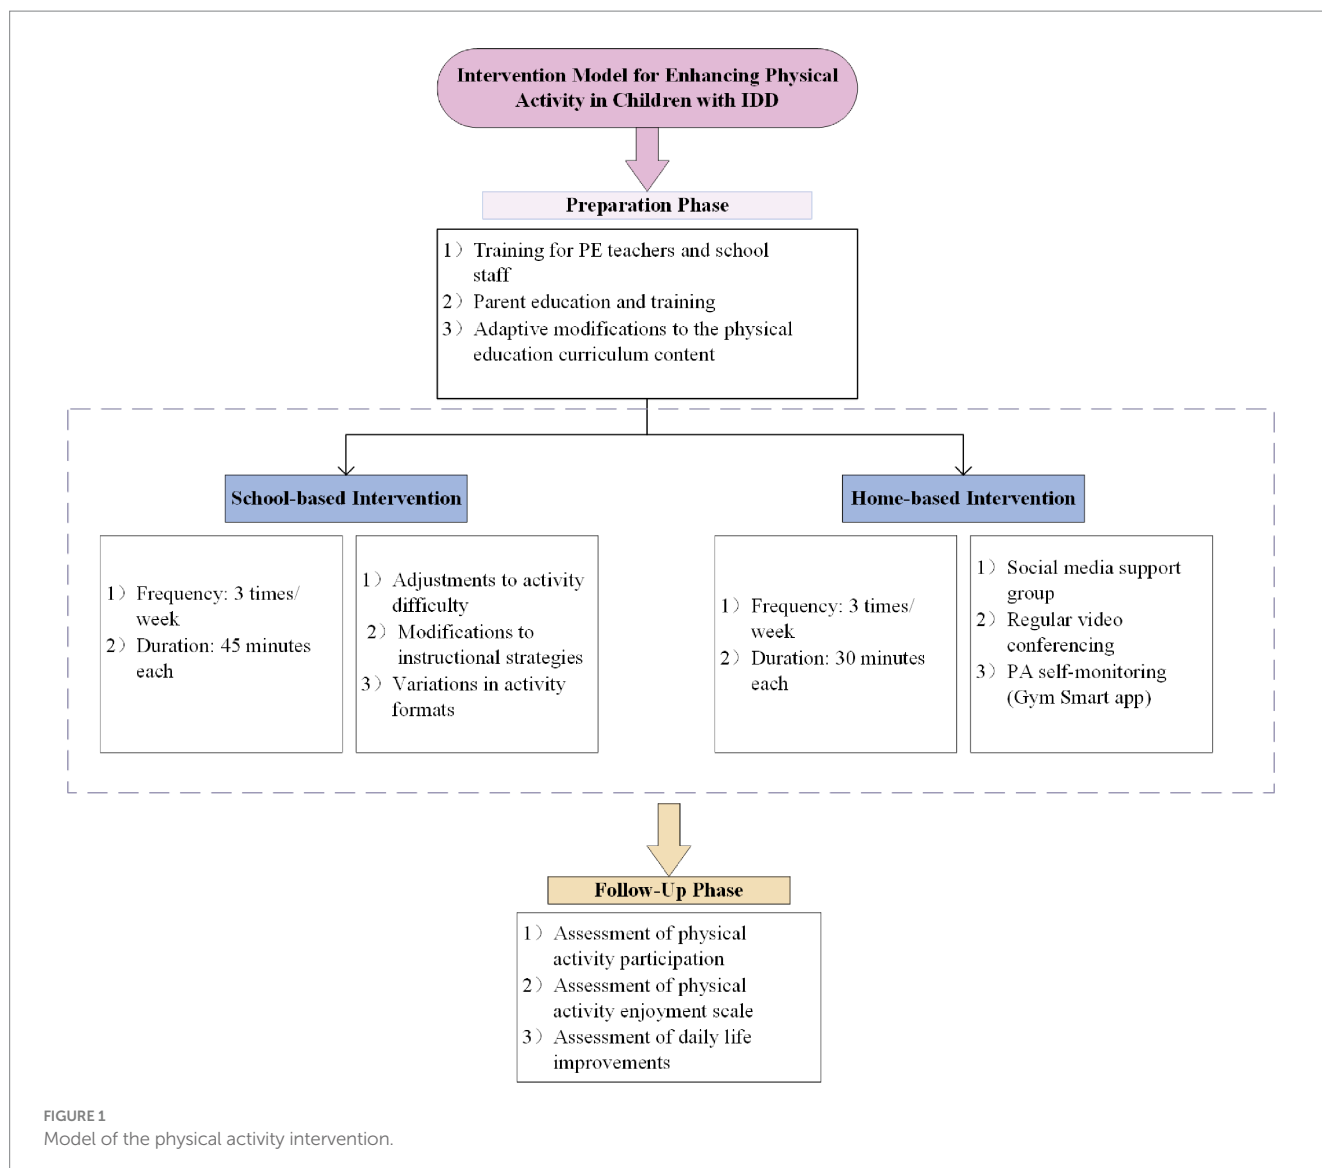 Intervention Model for Enhancing Physical
Activity in Children with IDD
Preparation Phase
1）Training for PE teachers and school
staff
2）Parent education and training
3）Adaptive modifications to the physical
education curriculum content
School-based Intervention
1）Frequency: 3 times/
week
2）Duration: 45 minutes
each
1）Adjustments to activity
difficulty
2）Modifications to
instructional strategies
3）Variations in activity
formats
Home-based Intervention
1）Frequency: 3 times/
week
2）Duration: 30 minutes
each
1）Social media support
group
2）Regular video
conferencing
3）PA self-monitoring
(Gym Smart app)
Follow-Up Phase
1）Assessment of physical
activity participation
2）Assessment of physical
activity enjoyment scale
3）Assessment of daily life
improvements
FIGURE 1
Model of the physical activity intervention.